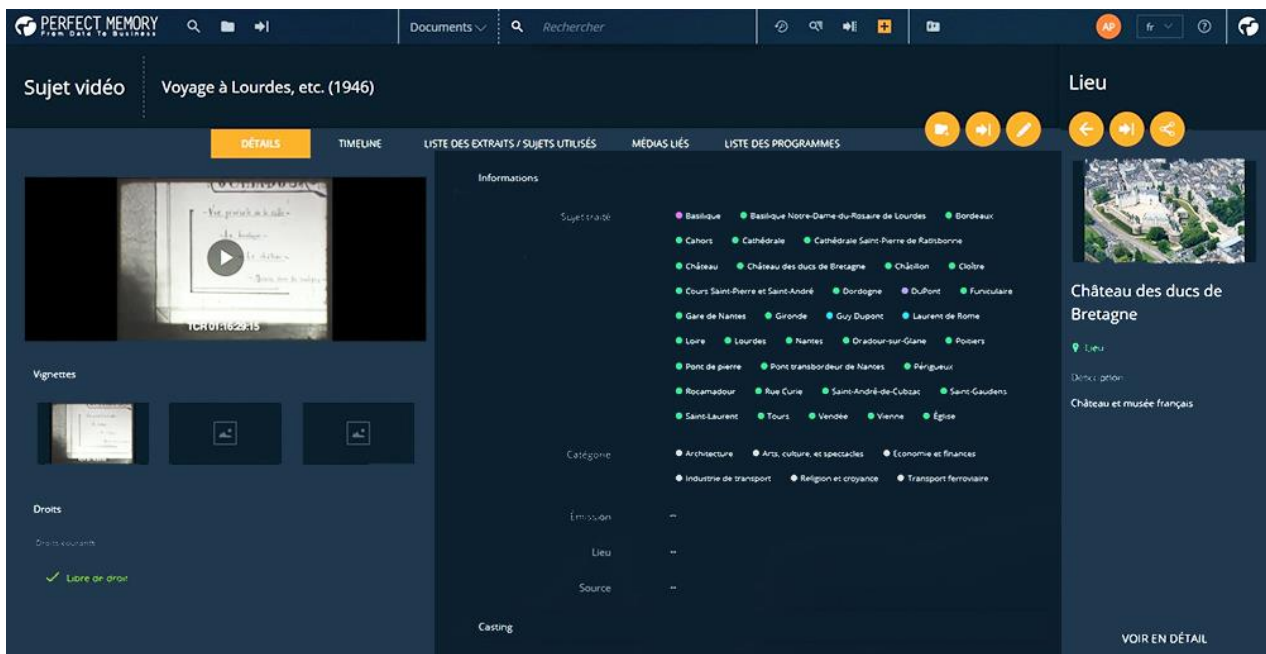 PERFECT MEMORY
From Data To Business
Documents
Rechercher
AP
fr
Sujet vidéo
Voyage à Lourdes, etc. (1946)
Lieu
DÉTAILS
TIMELINE
LISTE DES EXTRAITS / SUJETS UTILISÉS
MÉDIAS LIÉS
LISTE DES PROGRAMMES
TCR 01:16:29:15
Vignettes
Droits
Droits courants
Libre de droit
Informations
Sujet traité
Basilique Basilique Notre-Dame-du-Rosaire de Lourdes Bordeaux
Cahors Cathédrale Cathédrale Saint-Pierre de Ratisbonne
Château Château des ducs de Bretagne Châtillon Cloître
Cours Saint-Pierre et Saint-André Dordogne DuPont Funiculaire
Gare de Nantes Gironde Guy Dupont Laurent de Rome
Loire Lourdes Nantes Oradour-sur-Glane Poitiers
Pont de pierre Pont transbordeur de Nantes Périgueux
Rocamadour Rue Curie Saint-André-de-Cubzac Saint-Gaudens
Saint-Laurent Tours Vendée Vienne Église
Catégorie
Architecture Arts, culture, et spectacles Économie et finances
Industrie de transport Religion et croyance Transport ferroviaire
Émission --
Lieu --
Source --
Casting
Château des ducs de
Bretagne
Lieu
Description
Château et musée français
VOIR EN DÉTAIL